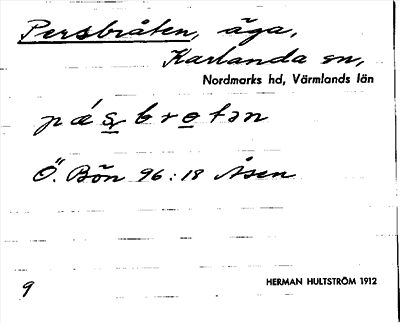 Persbråten, äga,
Karlanda sn,
Nordmarks hd, Värmlands län
Ö. Bön 96:18 Åsen
9
HERMAN HULTSTRÖM 1912